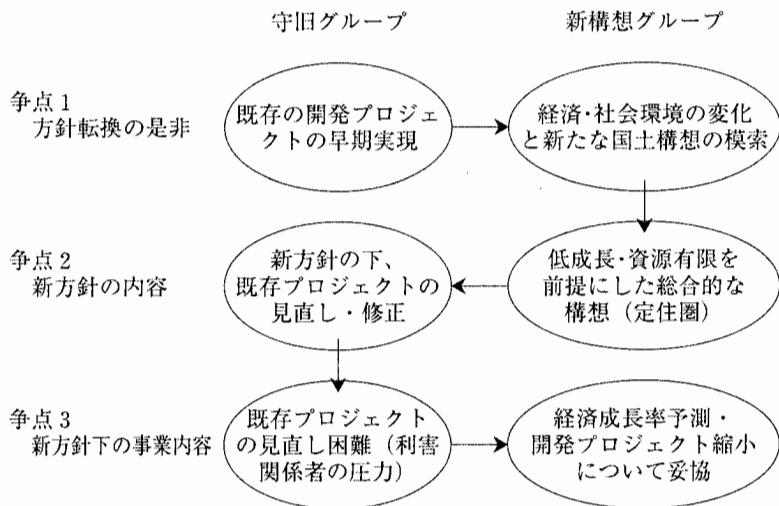 守旧グループ
新構想グループ
争点1
方針転換の是非
既存の開発プロジェ
クトの早期実現
経済・社会環境の変化
と新たな国土構想の模索
争点2
新方針の内容
新方針の下、
既存プロジェクトの
見直し・修正
低成長・資源有限を
前提にした総合的な
構想（定住圏）
争点3
新方針下の事業内容
既存プロジェクト
の見直し困難（利害
関係者の圧力）
経済成長率予測・
開発プロジェクト縮小
について妥協